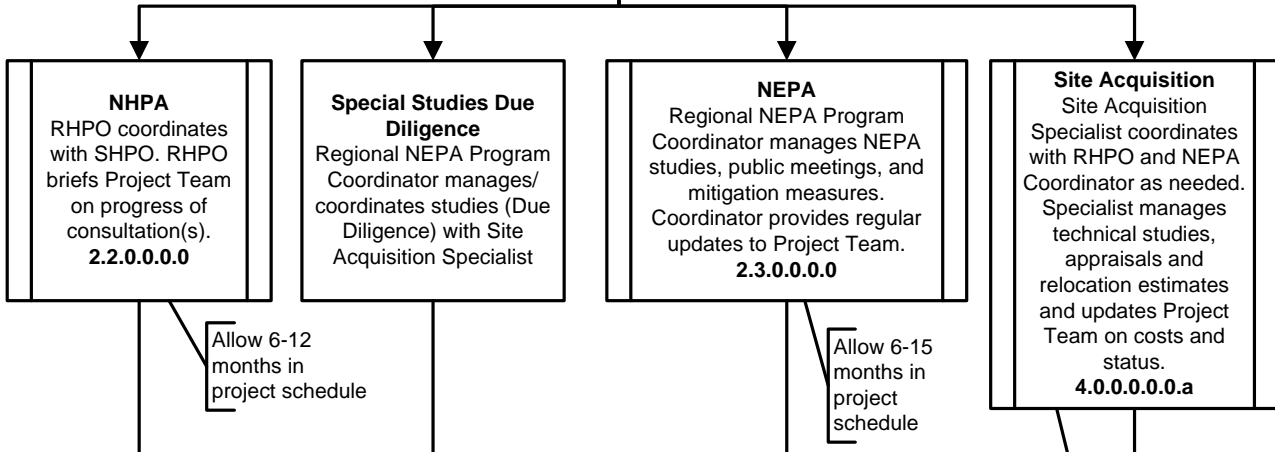 NHPA
RHPO coordinates
with SHPO. RHPO
briefs Project Team
on progress of
consultation(s).
2.2.0.0.0.0
Allow 6-12
months in
project schedule
Special Studies Due
Diligence
Regional NEPA Program
Coordinator manages/
coordinates studies (Due
Diligence) with Site
Acquisition Specialist
NEPA
Regional NEPA Program
Coordinator manages NEPA
studies, public meetings, and
mitigation measures.
Coordinator provides regular
updates to Project Team.
2.3.0.0.0.0
Allow 6-15
months in
project
schedule
Site Acquisition
Site Acquisition
Specialist coordinates
with RHPO and NEPA
Coordinator as needed.
Specialist manages
technical studies,
appraisals and
relocation estimates
and updates Project
Team on costs and
status.
4.0.0.0.0.0.a